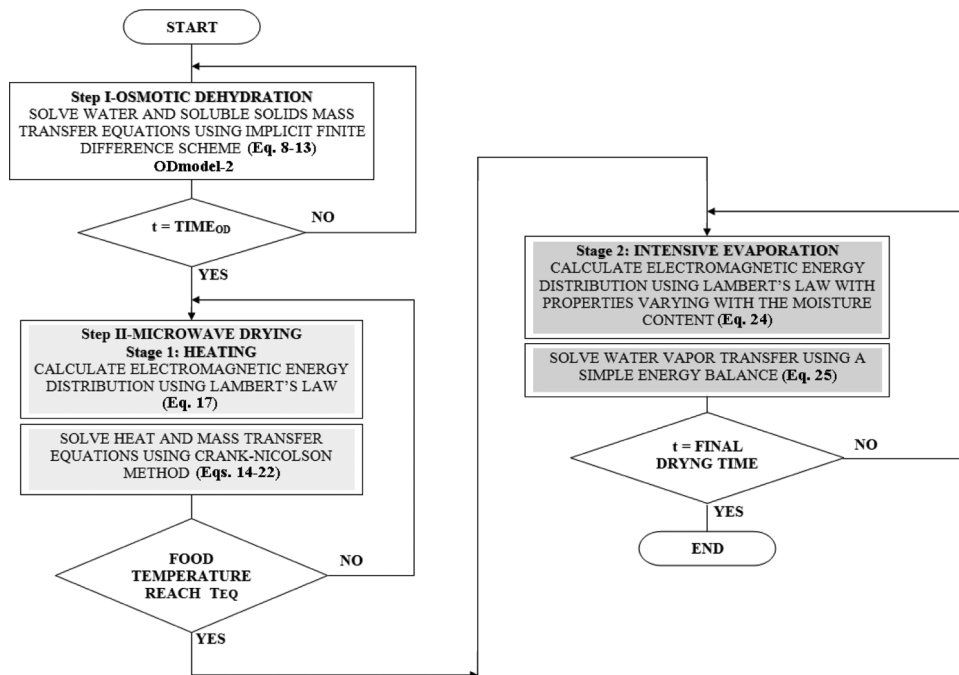 START
Step I-OSMOTIC DEHYDRATION
SOLVE WATER AND SOLUBLE SOLIDS MASS
TRANSFER EQUATIONS USING IMPLICIT FINITE
DIFFERENCE SCHEME (Eq. 8-13)
ODmodel-2
t = TIMEOD
NO
YES
Step II-MICROWAVE DRYING
Stage 1: HEATING
CALCULATE ELECTROMAGNETIC ENERGY
DISTRIBUTION USING LAMBERT'S LAW
(Eq. 17)
SOLVE HEAT AND MASS TRANSFER
EQUATIONS USING CRANK-NICOLSON
METHOD (Eqs. 14-22)
FOOD
TEMPERATURE
REACH TEQ
NO
YES
Stage 2: INTENSIVE EVAPORATION
CALCULATE ELECTROMAGNETIC ENERGY
DISTRIBUTION USING LAMBERT'S LAW WITH
PROPERTIES VARYING WITH THE MOISTURE
CONTENT (Eq. 24)
SOLVE WATER VAPOR TRANSFER USING A
SIMPLE ENERGY BALANCE (Eq. 25)
t = FINAL
DRYNG TIME
NO
YES
END